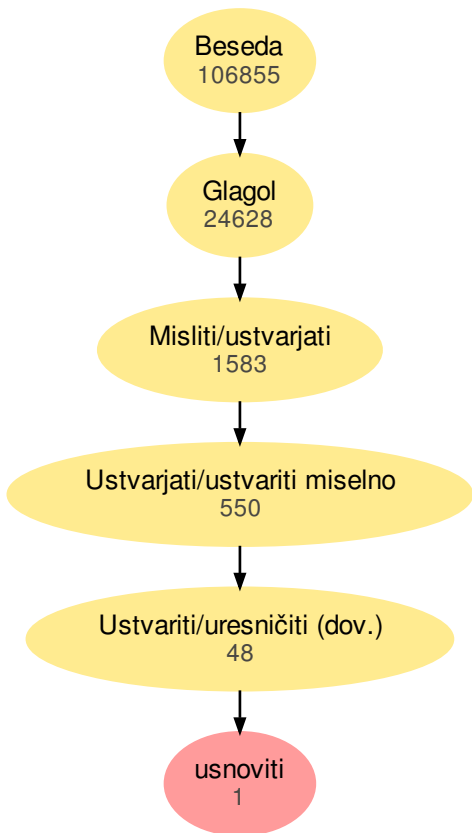 Beseda
106855
Glagol
24628
Misliti/ustvarjati
1583
Ustvarjati/ustvariti miselno
550
Ustvariti/uresničiti (dov.)
48
usnoviti
1